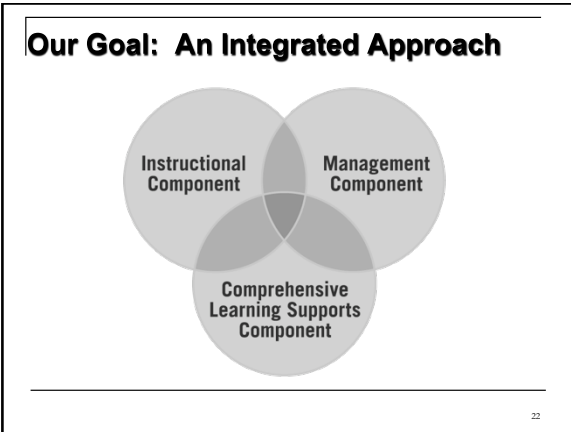 Our Goal:  An Integrated Approach
Instructional
Component
Management
Component
Comprehensive
Learning Supports
Component
22